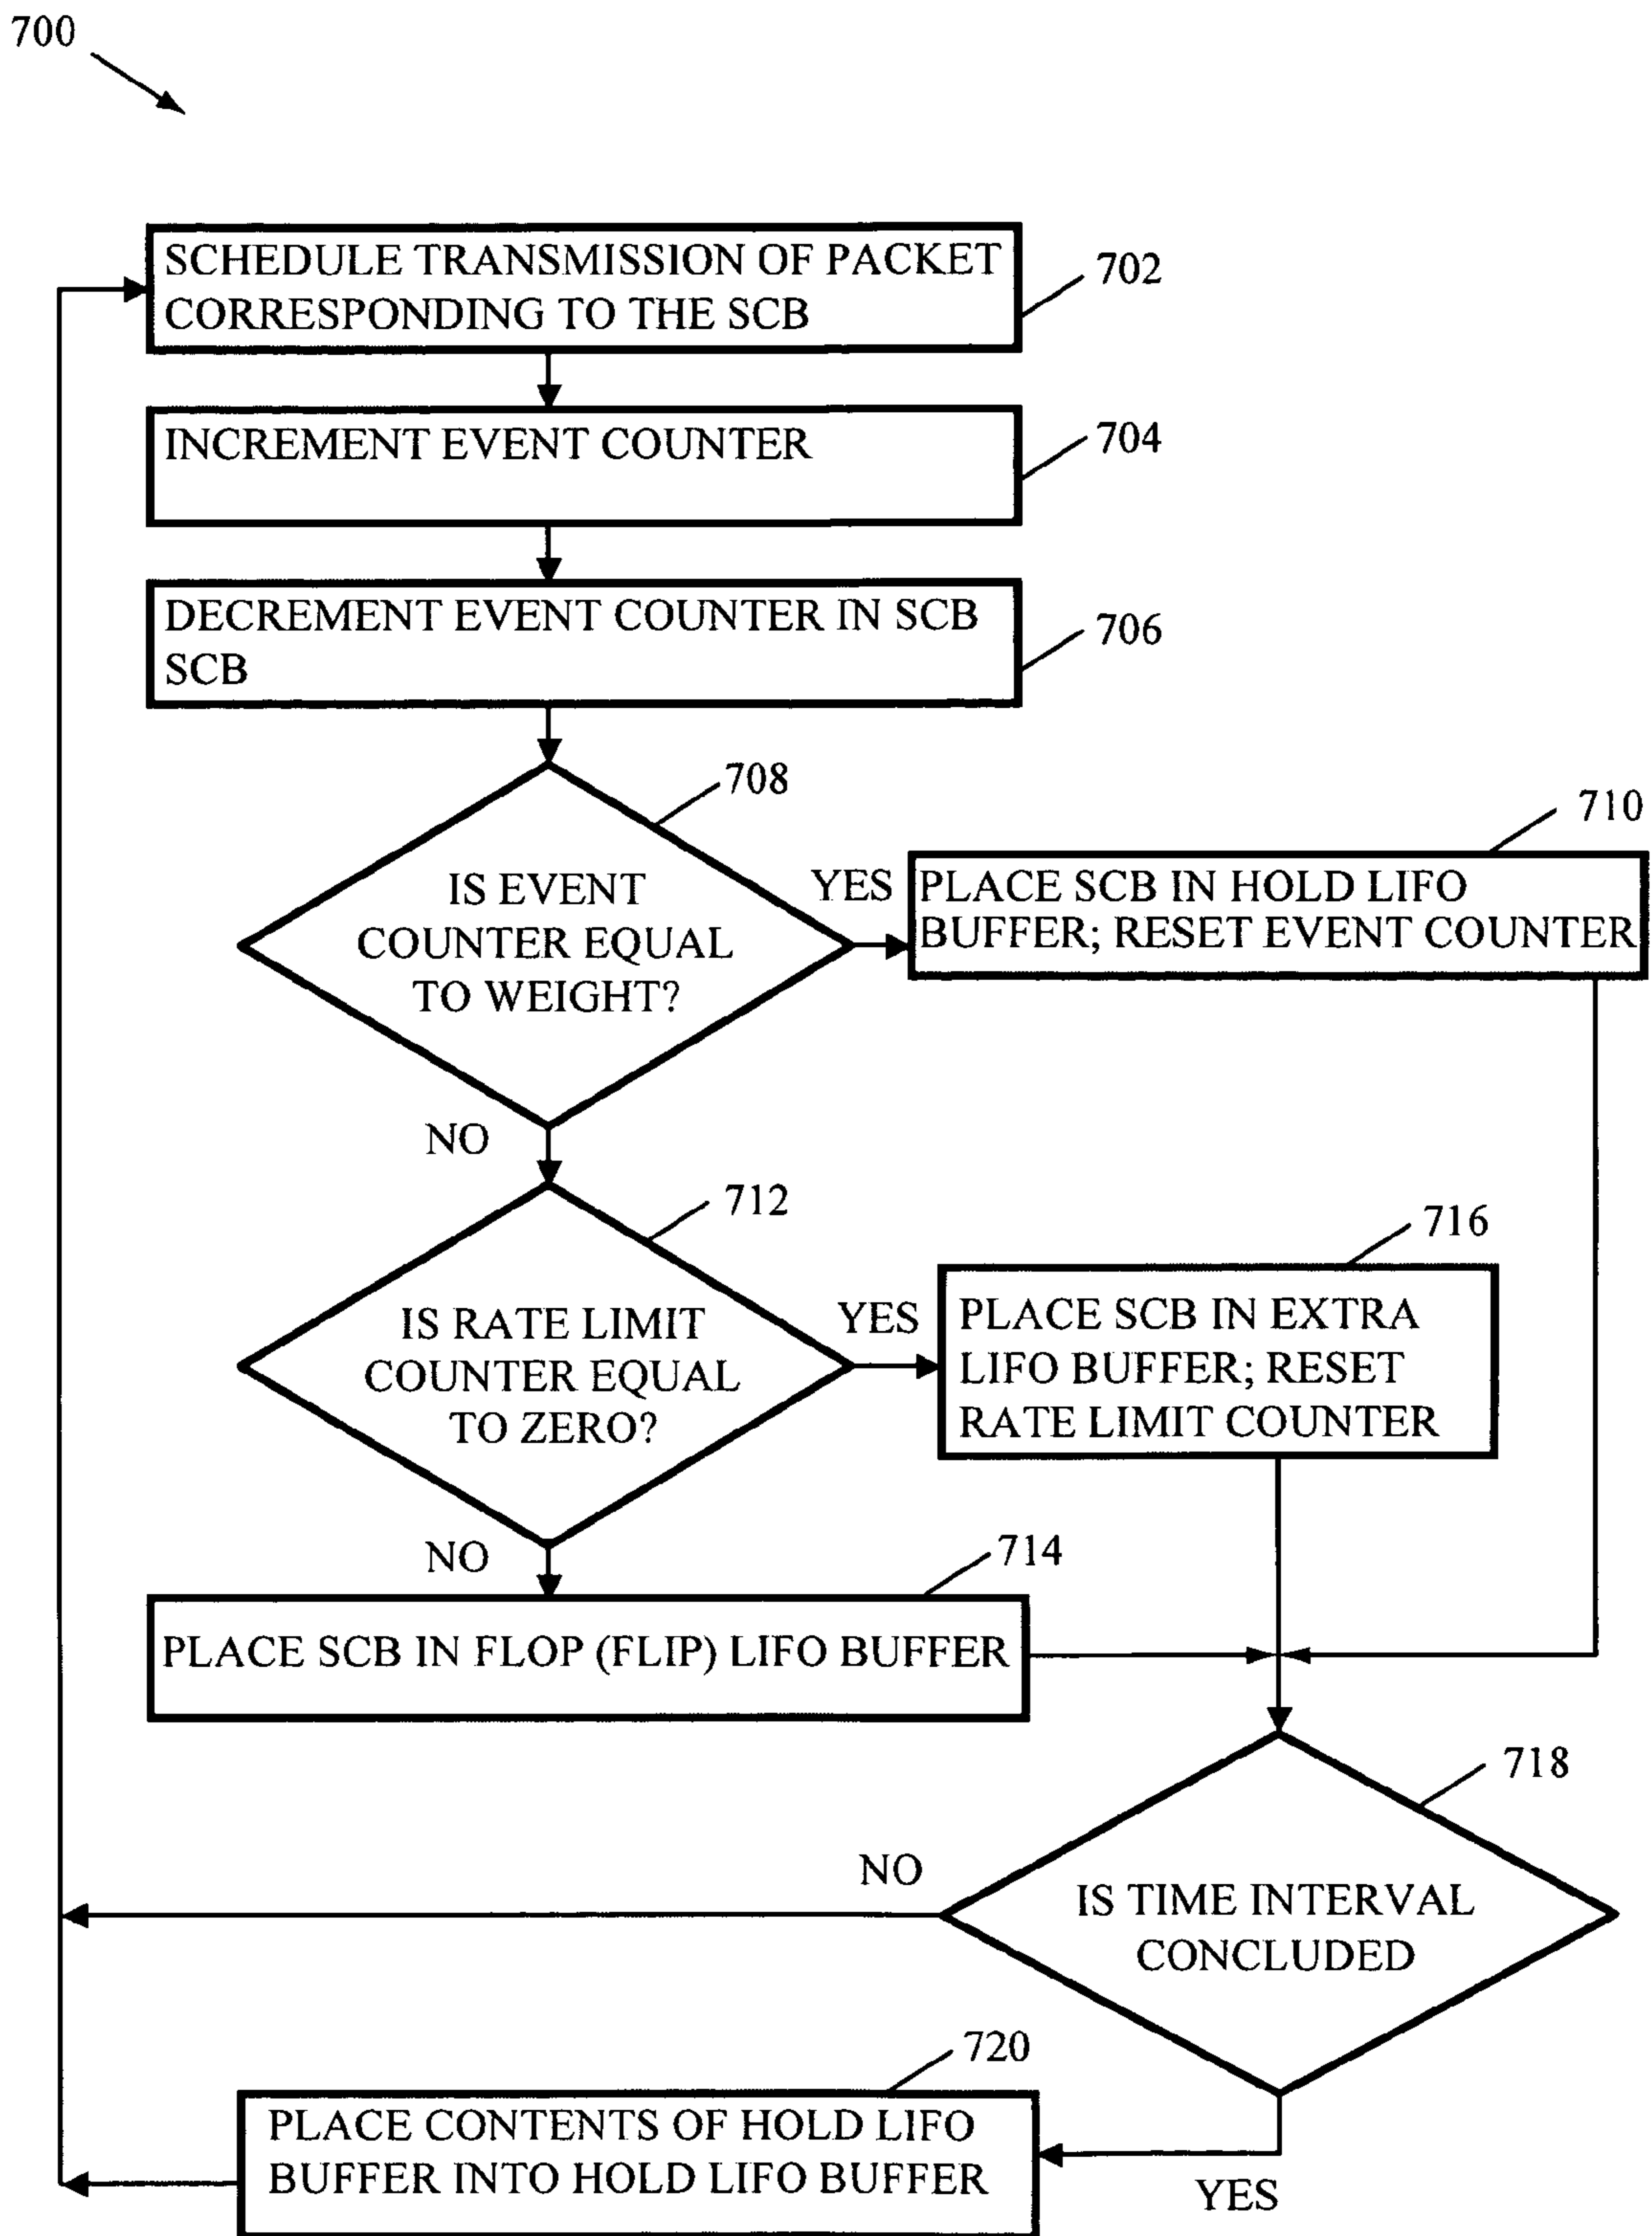 700
SCHEDULE TRANSMISSION OF PACKET
CORRESPONDING TO THE SCB
702
INCREMENT EVENT COUNTER
704
DECREMENT EVENT COUNTER IN SCB
SCB
706
708
IS EVENT
COUNTER EQUAL
TO WEIGHT?
YES
710
PLACE SCB IN HOLD LIFO
BUFFER; RESET EVENT COUNTER
NO
712
IS RATE LIMIT
COUNTER EQUAL
TO ZERO?
YES
716
PLACE SCB IN EXTRA
LIFO BUFFER; RESET
RATE LIMIT COUNTER
NO
714
PLACE SCB IN FLOP (FLIP) LIFO BUFFER
718
NO
IS TIME INTERVAL
CONCLUDED
720
PLACE CONTENTS OF HOLD LIFO
BUFFER INTO HOLD LIFO BUFFER
YES